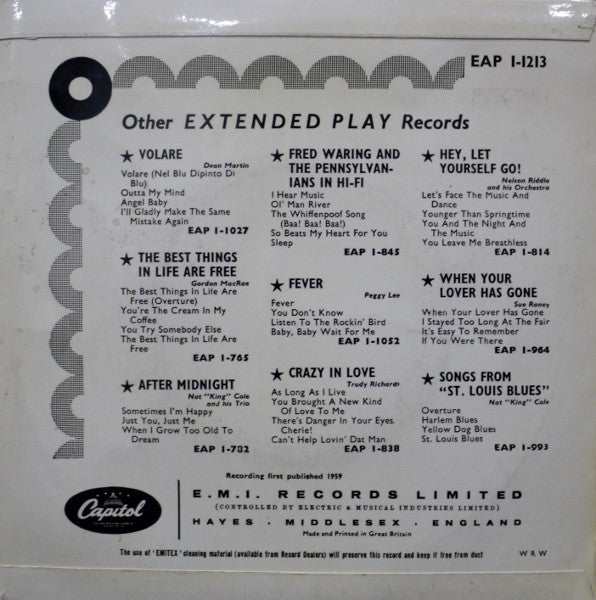 EAP 1-1213
Other EXTENDED PLAY Records
★ VOLARE
Dean Martin
Volare (Nel Blu Dipinto Di
Blu)
Outta My Mind
Angel Baby
I'll Gladly Make The Same
Mistake Again
EAP 1-1027
★ THE BEST THINGS
IN LIFE ARE FREE
Gordon MacRae
The Best Things In Life Are
Free (Overture)
You're The Cream In My
Coffee
You Try Somebody Else
The Best Things In Life Are
Free
EAP 1-765
★ AFTER MIDNIGHT
Nat "King" Cole
and his Trio
Sometimes I'm Happy
Just You, Just Me
When I Grow Too Old To
Dream
EAP 1-782
★ FRED WARING AND
THE PENNSYLVAN-
IANS IN HI-FI
I Hear Music
Ol' Man River
The Whiffenpoof Song
(Baa! Baa! Baa!)
So Beats My Heart For You
Sleep
EAP 1-845
★ FEVER
Peggy Lee
Fever
You Don't Know
Listen To The Rockin' Bird
Baby, Baby Wait For Me
EAP 1-1052
★ CRAZY IN LOVE
Trudy Richards
As Long As I Live
You Brought A New Kind
Of Love To Me
There's Danger In Your Eyes,
Cherie!
Can't Help Lovin' Dat Man
EAP 1-838
★ HEY, LET
YOURSELF GO!
Nelson Riddle
and his Orchestra
Let's Face The Music And
Dance
Younger Than Springtime
You And The Night And
The Music
You Leave Me Breathless
EAP 1-814
★ WHEN YOUR
LOVER HAS GONE
Sue Raney
When Your Lover Has Gone
I Stayed Too Long At The Fair
It's Easy To Remember
If You Were There
EAP 1-964
★ SONGS FROM
"ST. LOUIS BLUES"
Nat "King" Cole
Overture
Harlem Blues
Yellow Dog Blues
St. Louis Blues
EAP 1-993
Recording first published 1959
Capitol
E.M.I. RECORDS LIMITED
(CONTROLLED BY ELECTRIC & MUSICAL INDUSTRIES LIMITED)
HAYES · MIDDLESEX · ENGLAND
Made and Printed in Great Britain
The use of 'EMITEX' cleaning material (available from Record Dealers) will preserve this record and keep it free from dust
W R W